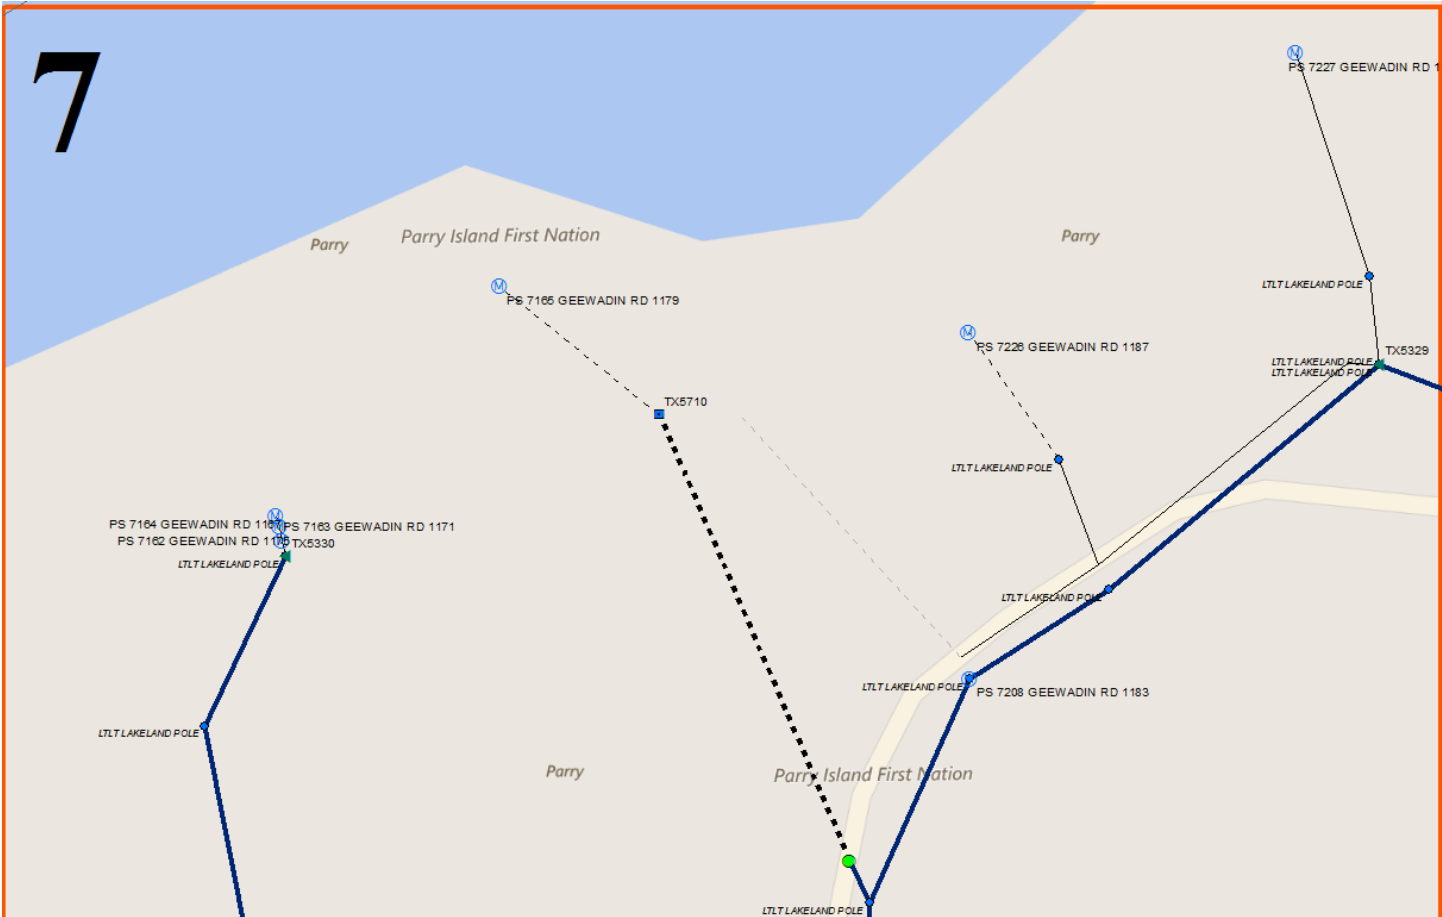 7
PS 7227 GEEWADIN RD 1
Parry
Parry Island First Nation
Parry
LTLT LAKELAND POLE
PS 7165 GEEWADIN RD 1179
PS 7226 GEEWADIN RD 1187
TX5329
LTLT LAKELAND POLE
LTLT LAKELAND POLE
TX5710
LTLT LAKELAND POLE
PS 7164 GEEWADIN RD 1167
PS 7163 GEEWADIN RD 1171
PS 7162 GEEWADIN RD 1175
TX5330
LTLT LAKELAND POLE
LTLT LAKELAND POLE
LTLT LAKELAND POLE
PS 7208 GEEWADIN RD 1183
LTLT LAKELAND POLE
Parry
Parry Island First Nation
LTLT LAKELAND POLE